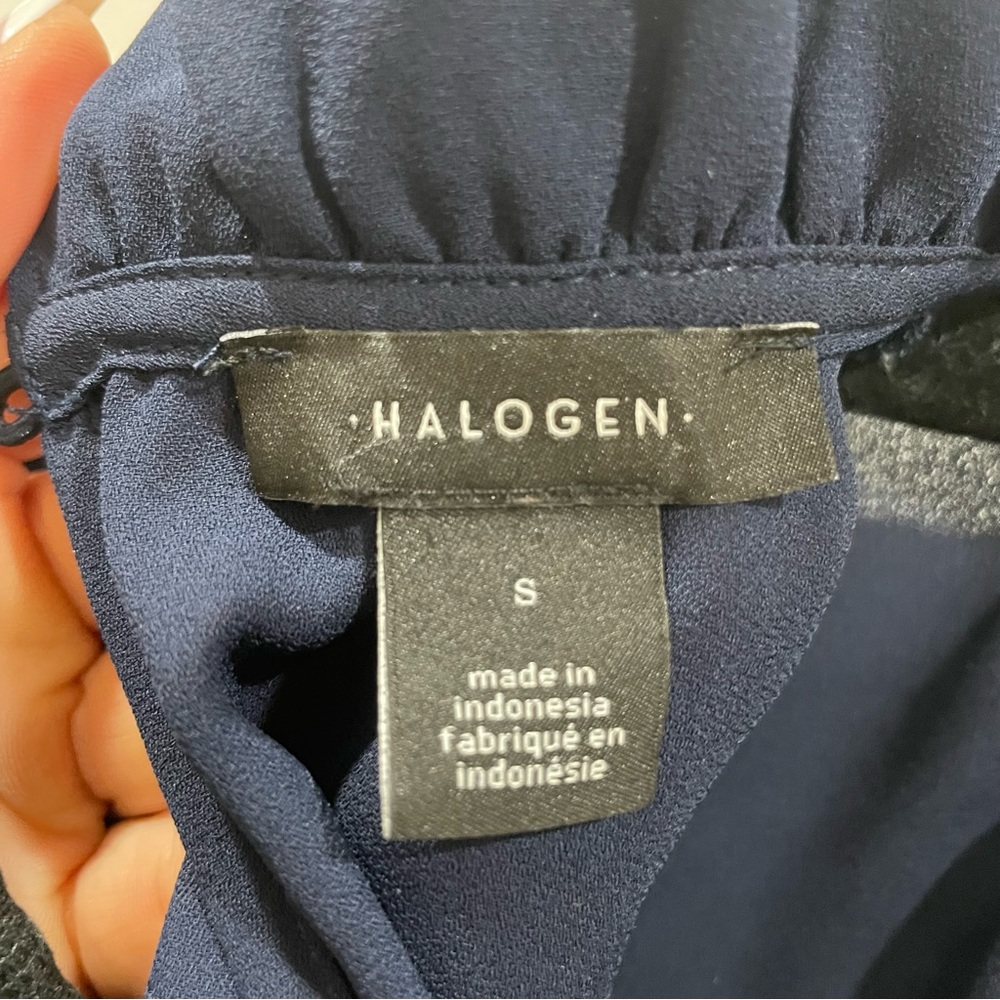 ·HALOGEN·
S
made in
indonesia
fabriqué en
indonésie